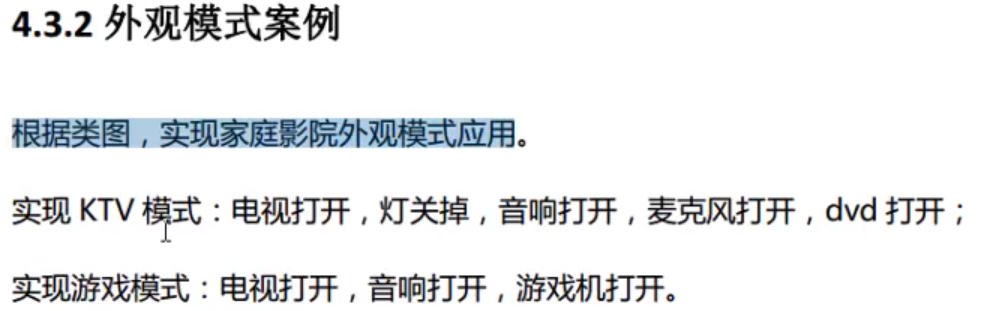 4.3.2 外观模式案例
根据类图，实现家庭影院外观模式应用。
实现 KTV 模式：电视打开，灯关掉，音响打开，麦克风打开，dvd 打开；
实现游戏模式：电视打开，音响打开，游戏机打开。